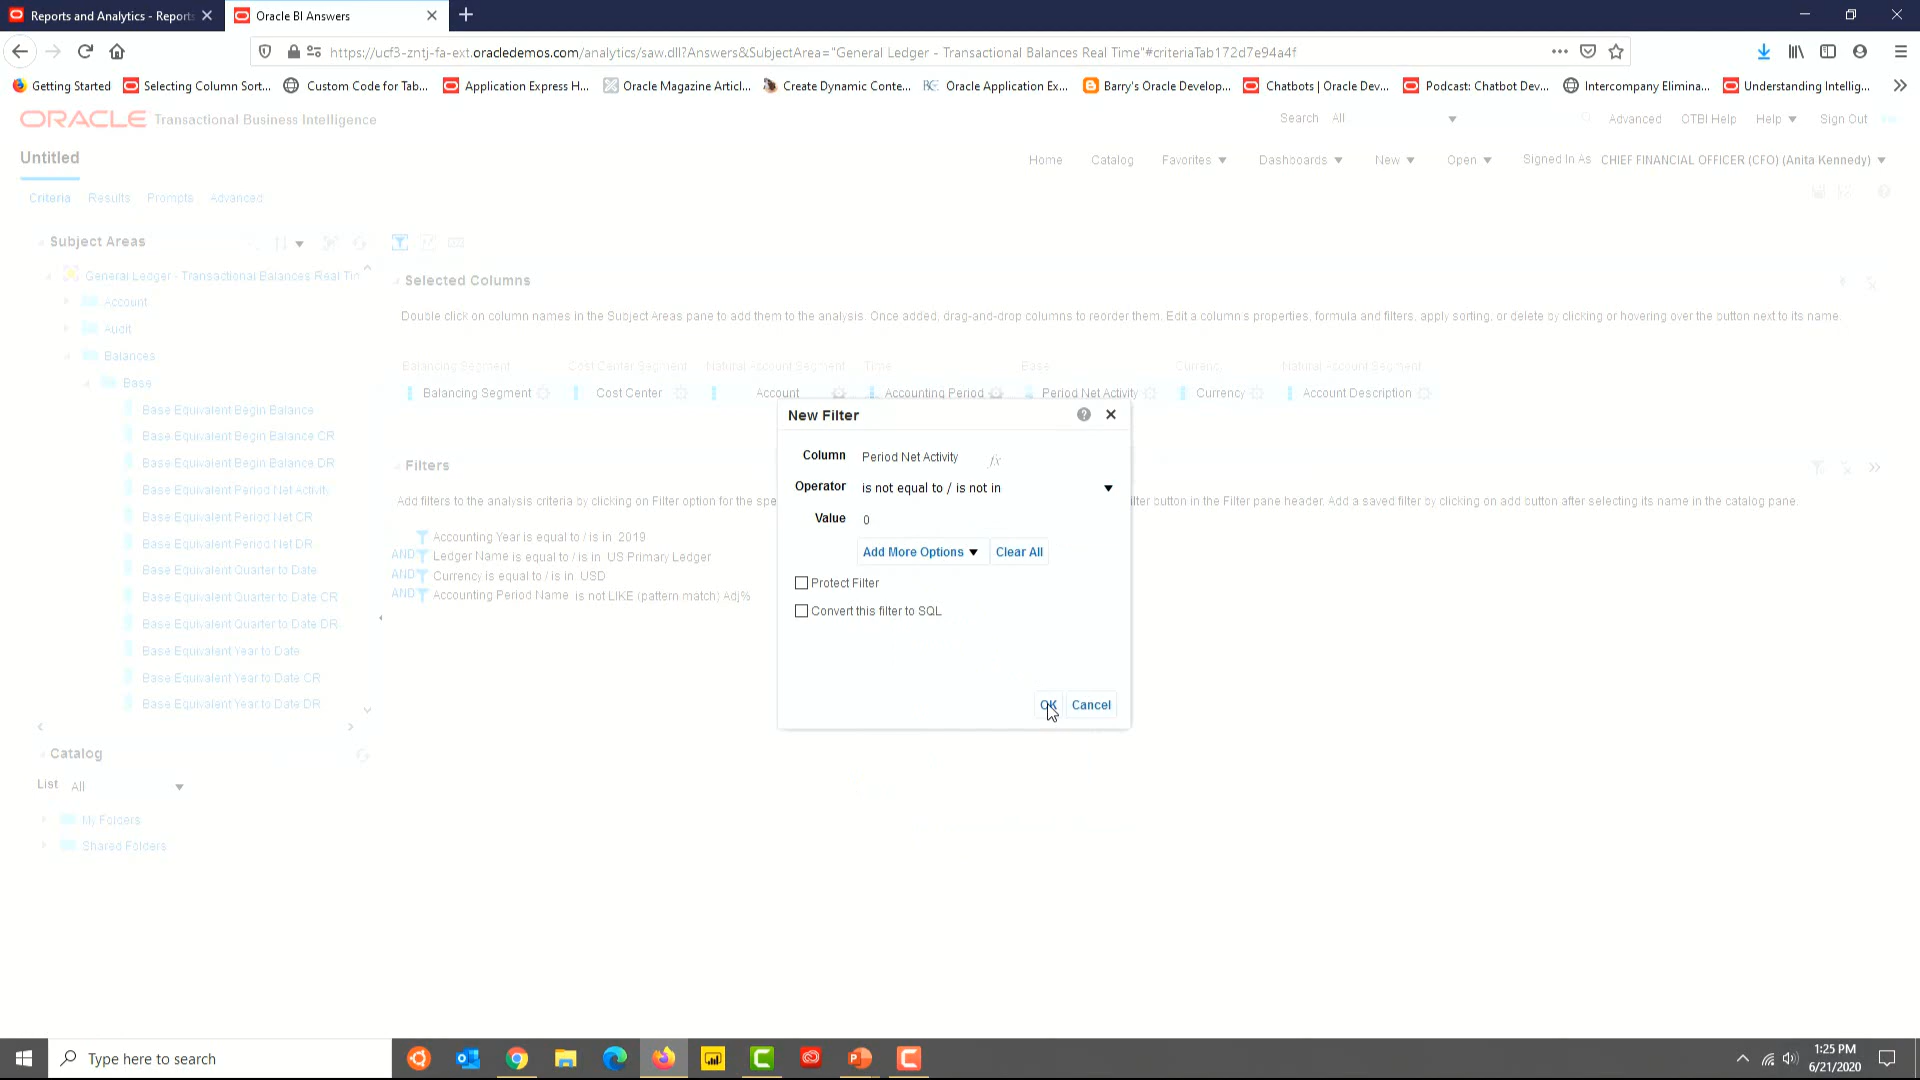 Reports and Analytics - Reports
Oracle BI Answers
https://ucf3-zntj-fa-ext.oracledemos.com/analytics/saw.dll?Answers&SubjectArea="General Ledger - Transactional Balances Real Time"#criteriaTab172d7e94a4f
Getting Started
Selecting Column Sort...
Custom Code for Tab...
Application Express H...
Oracle Magazine Articl...
Create Dynamic Conte...
Oracle Application Ex...
Barry's Oracle Develop...
Chatbots | Oracle Dev...
Podcast: Chatbot Dev...
Intercompany Elimina...
Understanding Intellig...
ORACLE Transactional Business Intelligence
Search All
Advanced
OTBI Help
Help
Sign Out
Untitled
Home
Catalog
Favorites
Dashboards
New
Open
Signed In As CHIEF FINANCIAL OFFICER (CFO) (Anita Kennedy)
Criteria
Results
Prompts
Advanced
Subject Areas
General Ledger - Transactional Balances Real Tin
Account
Audit
Balances
Base
Base Equivalent Begin Balance
Base Equivalent Begin Balance CR
Base Equivalent Begin Balance DR
Base Equivalent Period Net Activity
Base Equivalent Period Net CR
Base Equivalent Period Net DR
Base Equivalent Quarter to Date
Base Equivalent Quarter to Date CR
Base Equivalent Quarter to Date DR
Base Equivalent Year to Date
Base Equivalent Year to Date CR
Base Equivalent Year to Date DR
Catalog
List All
My Folders
Shared Folders
Selected Columns
Double click on column names in the Subject Areas pane to add them to the analysis. Once added, drag-and-drop columns to reorder them. Edit a column's properties, formula and filters, apply sorting, or delete by clicking or hovering over the button next to its name.
Balancing Segment
Cost Center Segment
Natural Account Segment
Time
Base
Currency
Natural Account Segment
Balancing Segment
Cost Center
Account
Accounting Period
Period Net Activity
Currency
Account Description
Filters
Add filters to the analysis criteria by clicking on Filter option for the spe
ilter button in the Filter pane header. Add a saved filter by clicking on add button after selecting its name in the catalog pane.
Accounting Year is equal to / is in 2019
AND Ledger Name is equal to / is in US Primary Ledger
AND Currency is equal to / is in USD
AND Accounting Period Name is not LIKE (pattern match) Adj%
New Filter
Column Period Net Activity fx
Operator is not equal to / is not in
Value 0
Add More Options
Clear All
Protect Filter
Convert this filter to SQL
OK
Cancel
Type here to search
1:25 PM
6/21/2020